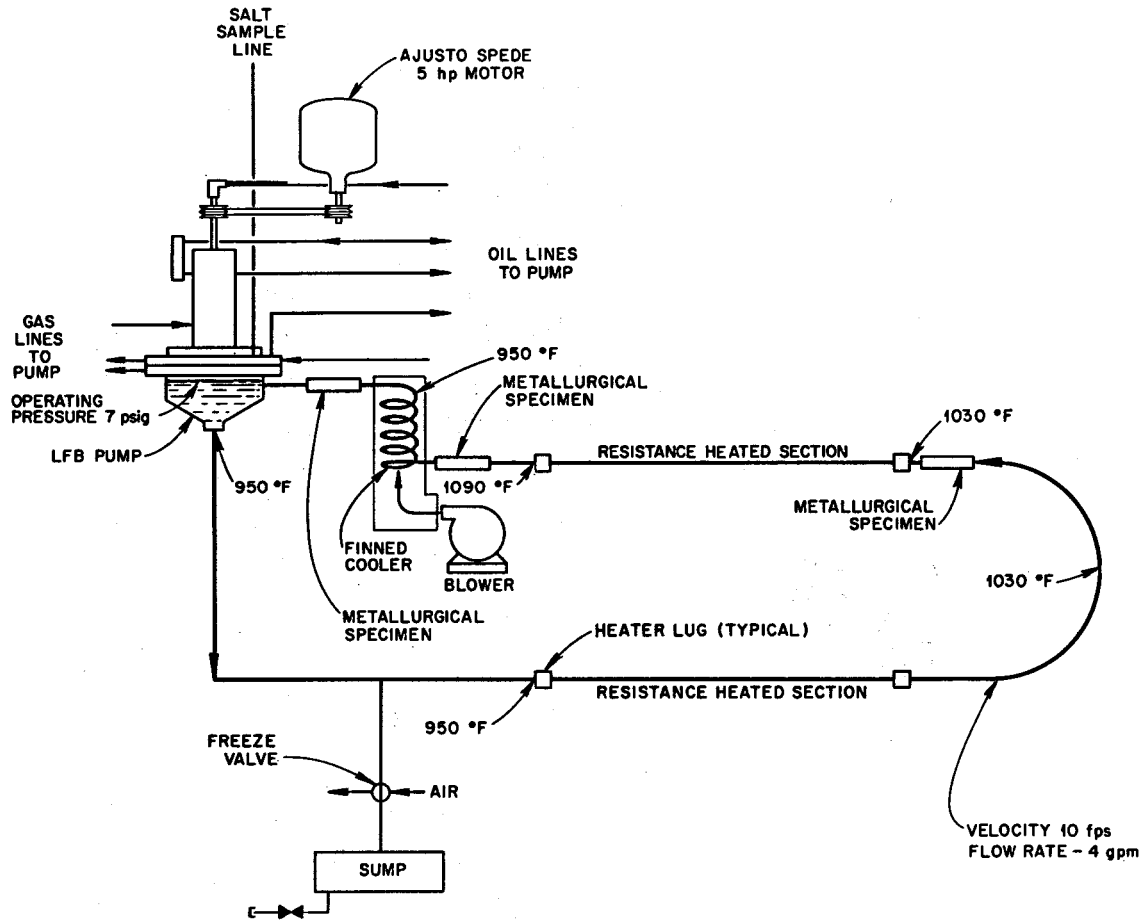 SALT
SAMPLE
LINE
AJUSTO SPEDE
5 hp MOTOR
OIL LINES
TO PUMP
GAS
LINES
TO
PUMP
OPERATING
PRESSURE 7 psig
LFB PUMP
950 °F
950 °F
METALLURGICAL
SPECIMEN
1090 °F
RESISTANCE HEATED SECTION
1030 °F
METALLURGICAL
SPECIMEN
1030 °F
FINNED
COOLER
BLOWER
METALLURGICAL
SPECIMEN
HEATER LUG (TYPICAL)
RESISTANCE HEATED SECTION
950 °F
FREEZE
VALVE
AIR
SUMP
VELOCITY 10 fps
FLOW RATE - 4 gpm